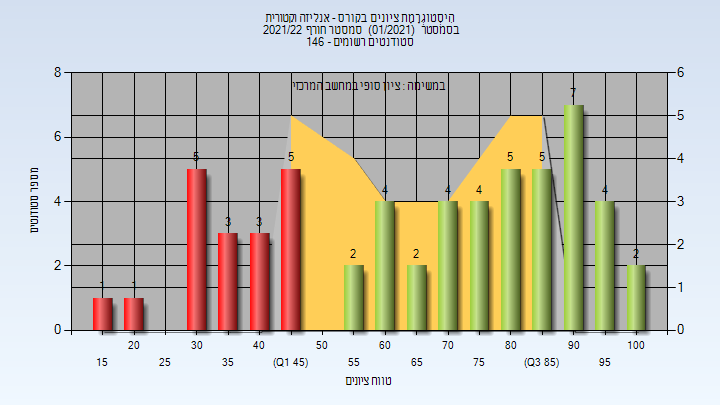 היסטוגרמת ציונים בקורס - אנליזה וקטורית
בסמסטר (01/2021) סמסטר חורף 2021/22
סטודנטים רשומים - 146
במשימה : ציון סופי במחשב המרכזי
מספר סטודנטים
8
6
4
2
0
6
5
4
3
2
1
0
1 1 5 3 3 5 2 4 2 4 4 5 5 7 4 2
20 30 40 50 60 70 80 90 100
15 25 35 (Q1 45) 55 65 75 (Q3 85) 95
טווח ציונים